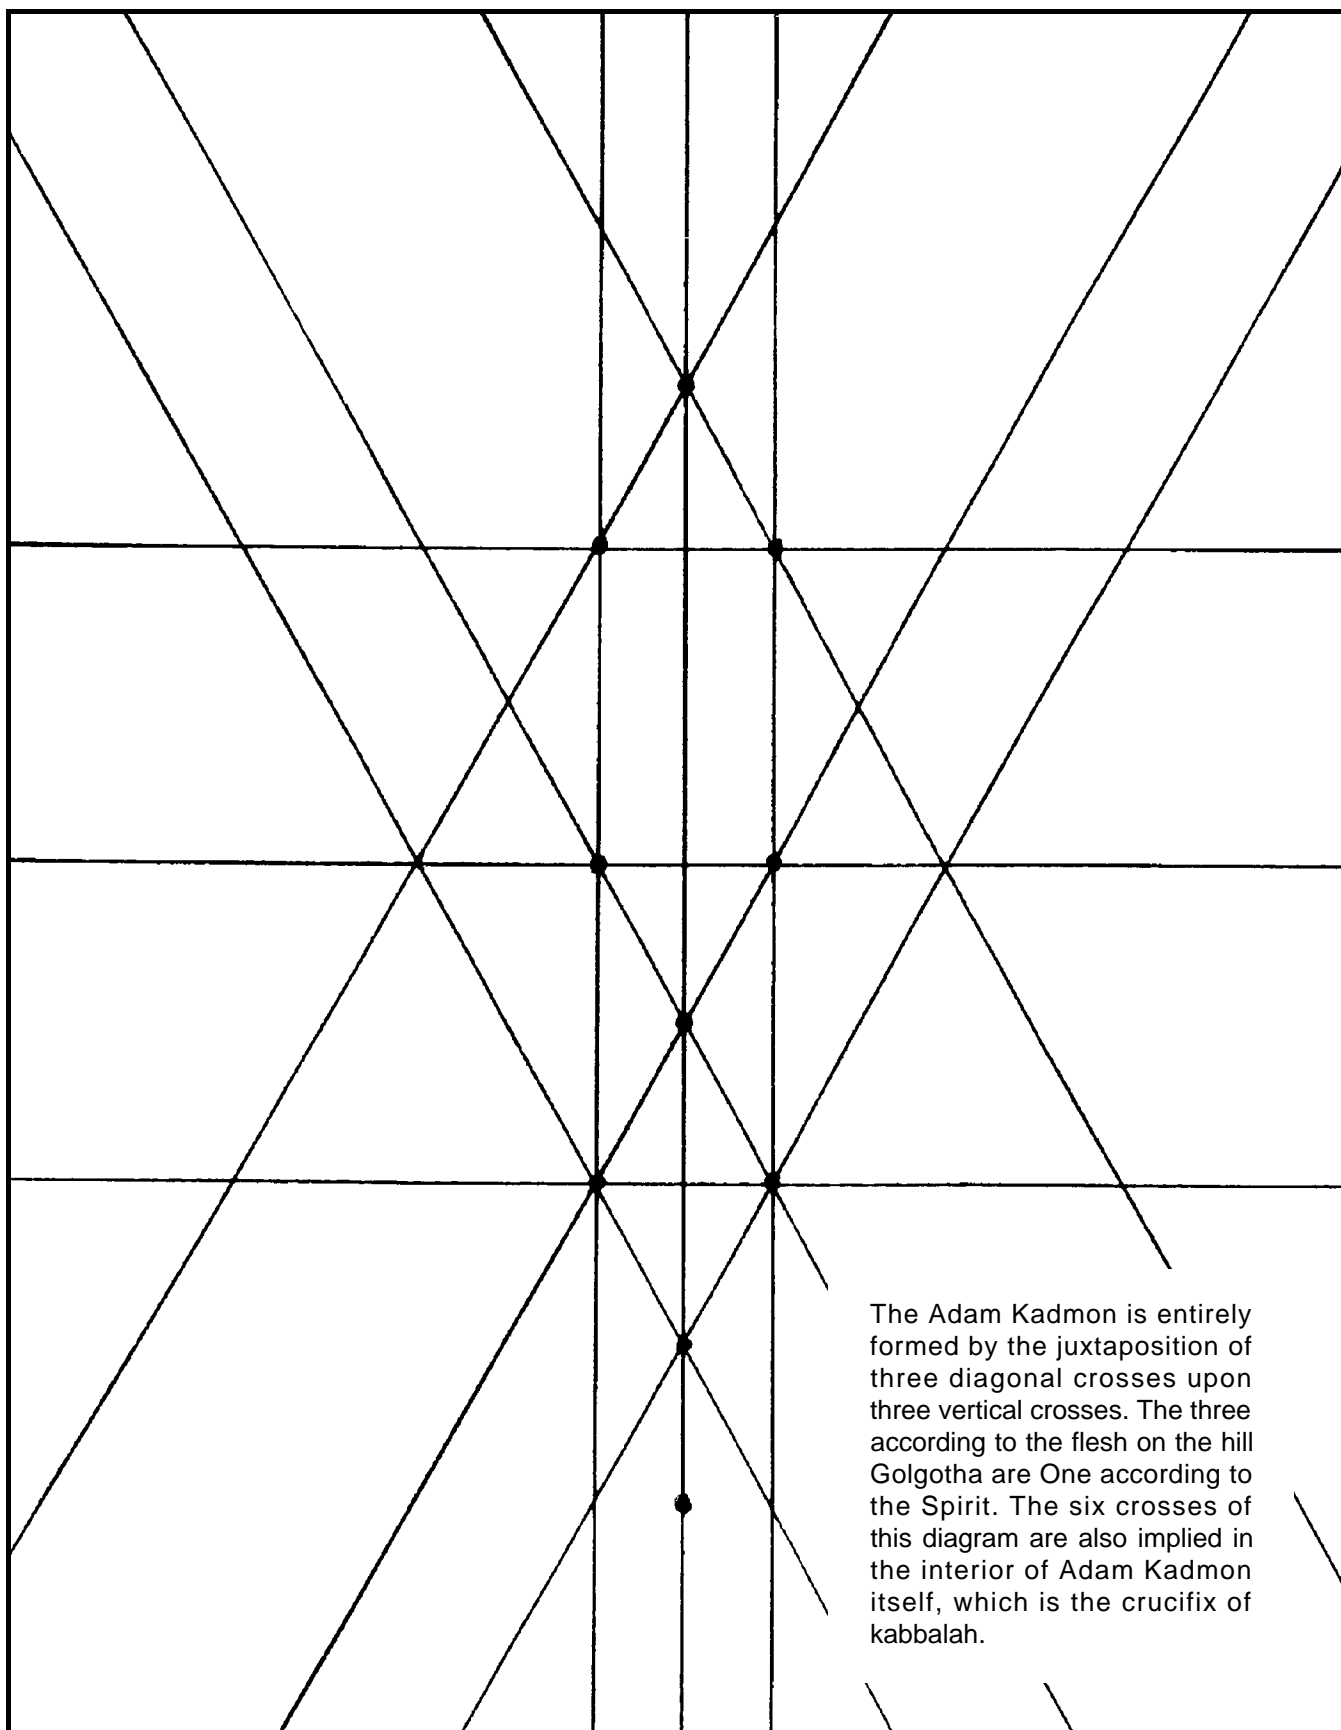 The Adam Kadmon is entirely
formed by the juxtaposition of
three diagonal crosses upon
three vertical crosses. The three
according to the flesh on the hill
Golgotha are One according to
the Spirit. The six crosses of
this diagram are also implied in
the interior of Adam Kadmon
itself, which is the crucifix of
kabbalah.